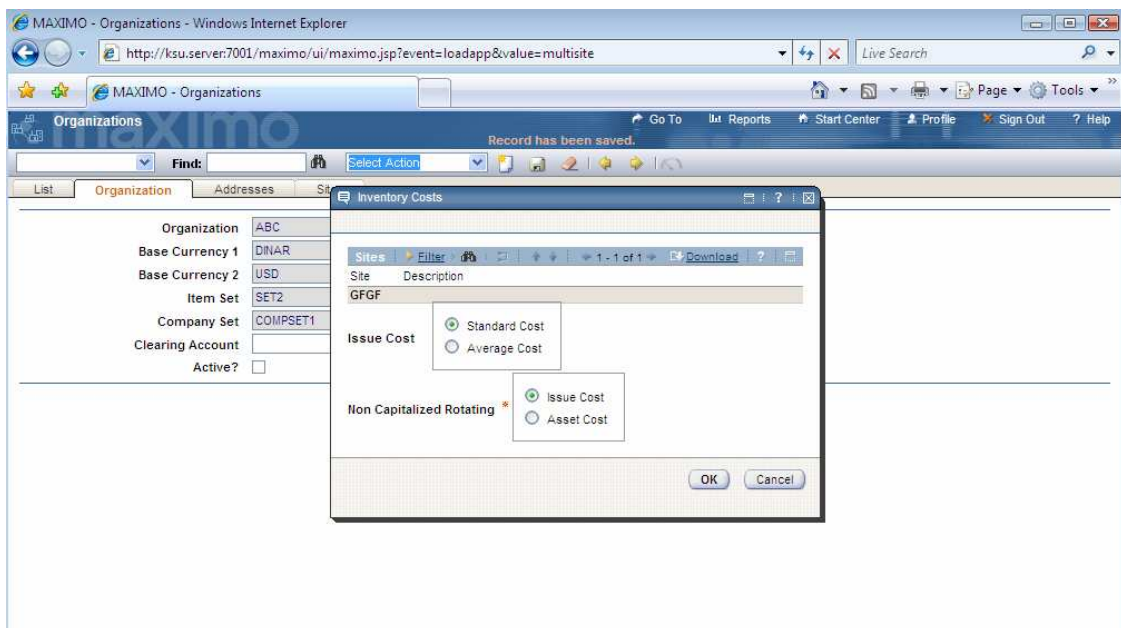 MAXIMO - Organizations - Windows Internet Explorer
http://ksu.server:7001/maximo/ui/maximo.jsp?event=loadapp&value=multisite Live Search
MAXIMO - Organizations Page Tools
Organizations maximo Go To Reports Start Center Profile Sign Out ? Help
Record has been saved.
Find: Select Action
List Organization Addresses
Inventory Costs ?
Organization ABC
Base Currency 1 DINAR
Base Currency 2 USD
Item Set SET2
Company Set COMPSET1
Clearing Account
Active?
Sites Filter 1 - 1 of 1 Download ?
Site Description
GFGF
Issue Cost
Standard Cost
Average Cost
Non Capitalized Rotating *
Issue Cost
Asset Cost
OK Cancel